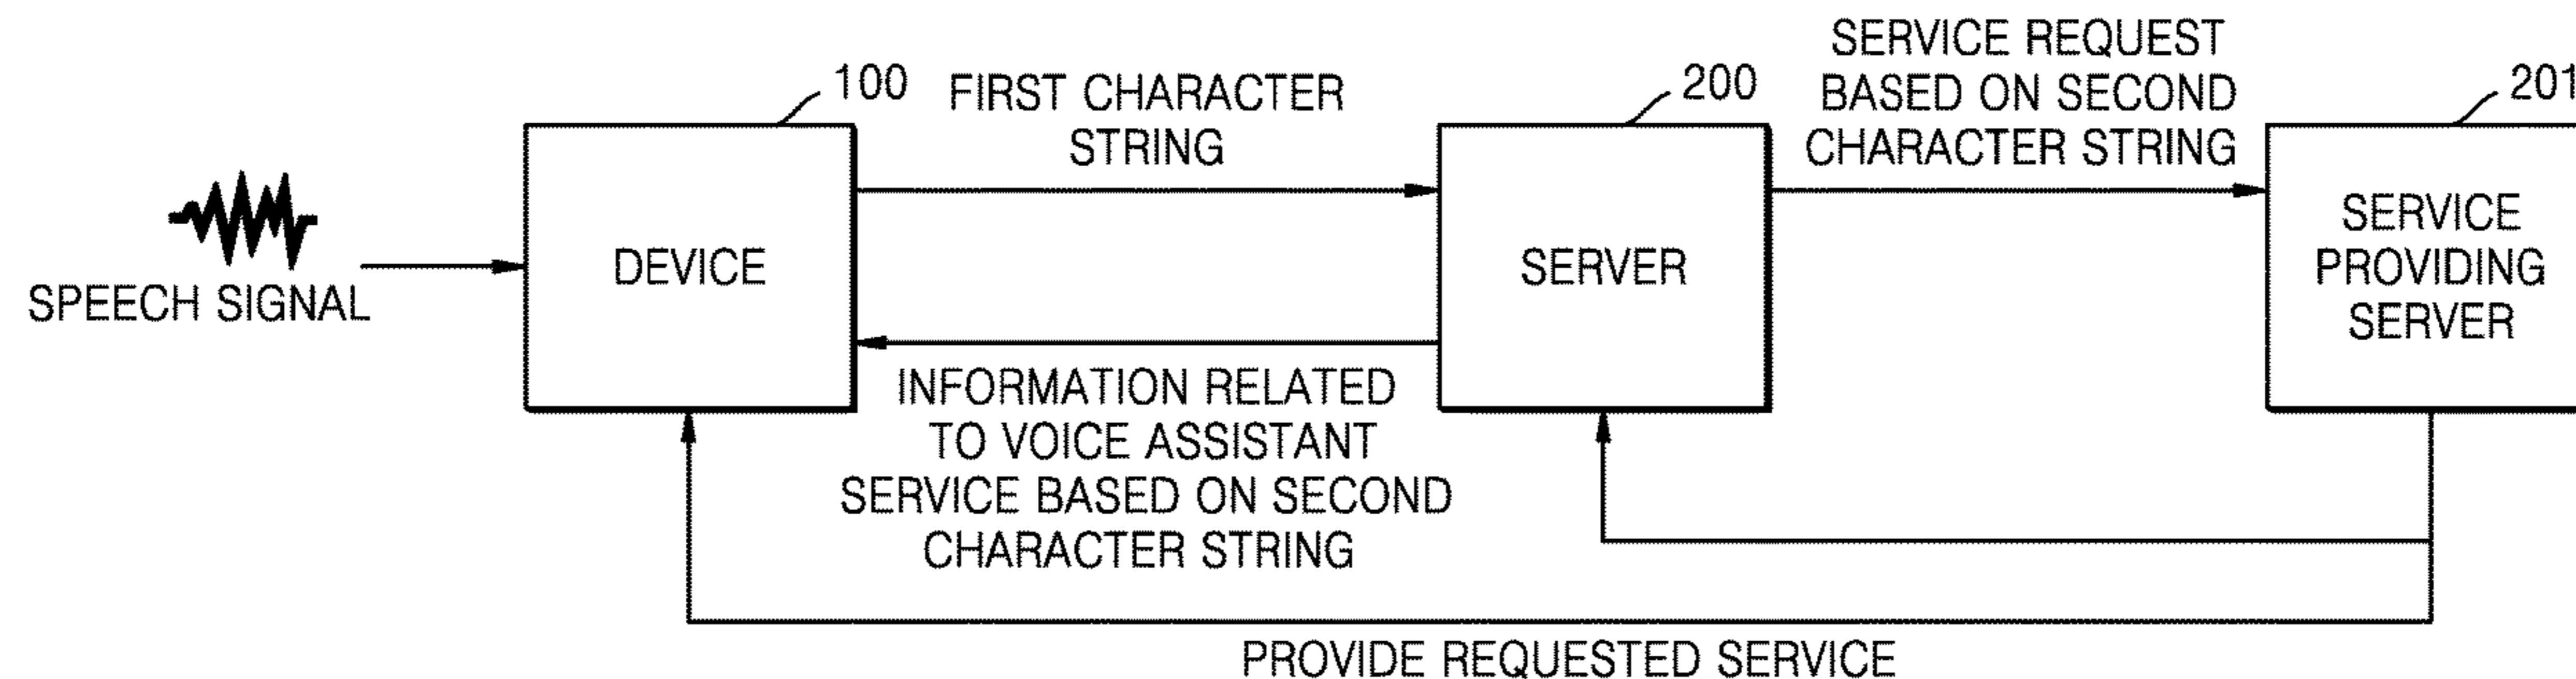 SPEECH SIGNAL
100
DEVICE
FIRST CHARACTER
STRING
INFORMATION RELATED
TO VOICE ASSISTANT
SERVICE BASED ON SECOND
CHARACTER STRING
200
SERVER
SERVICE REQUEST
BASED ON SECOND
CHARACTER STRING
201
SERVICE
PROVIDING
SERVER
PROVIDE REQUESTED SERVICE